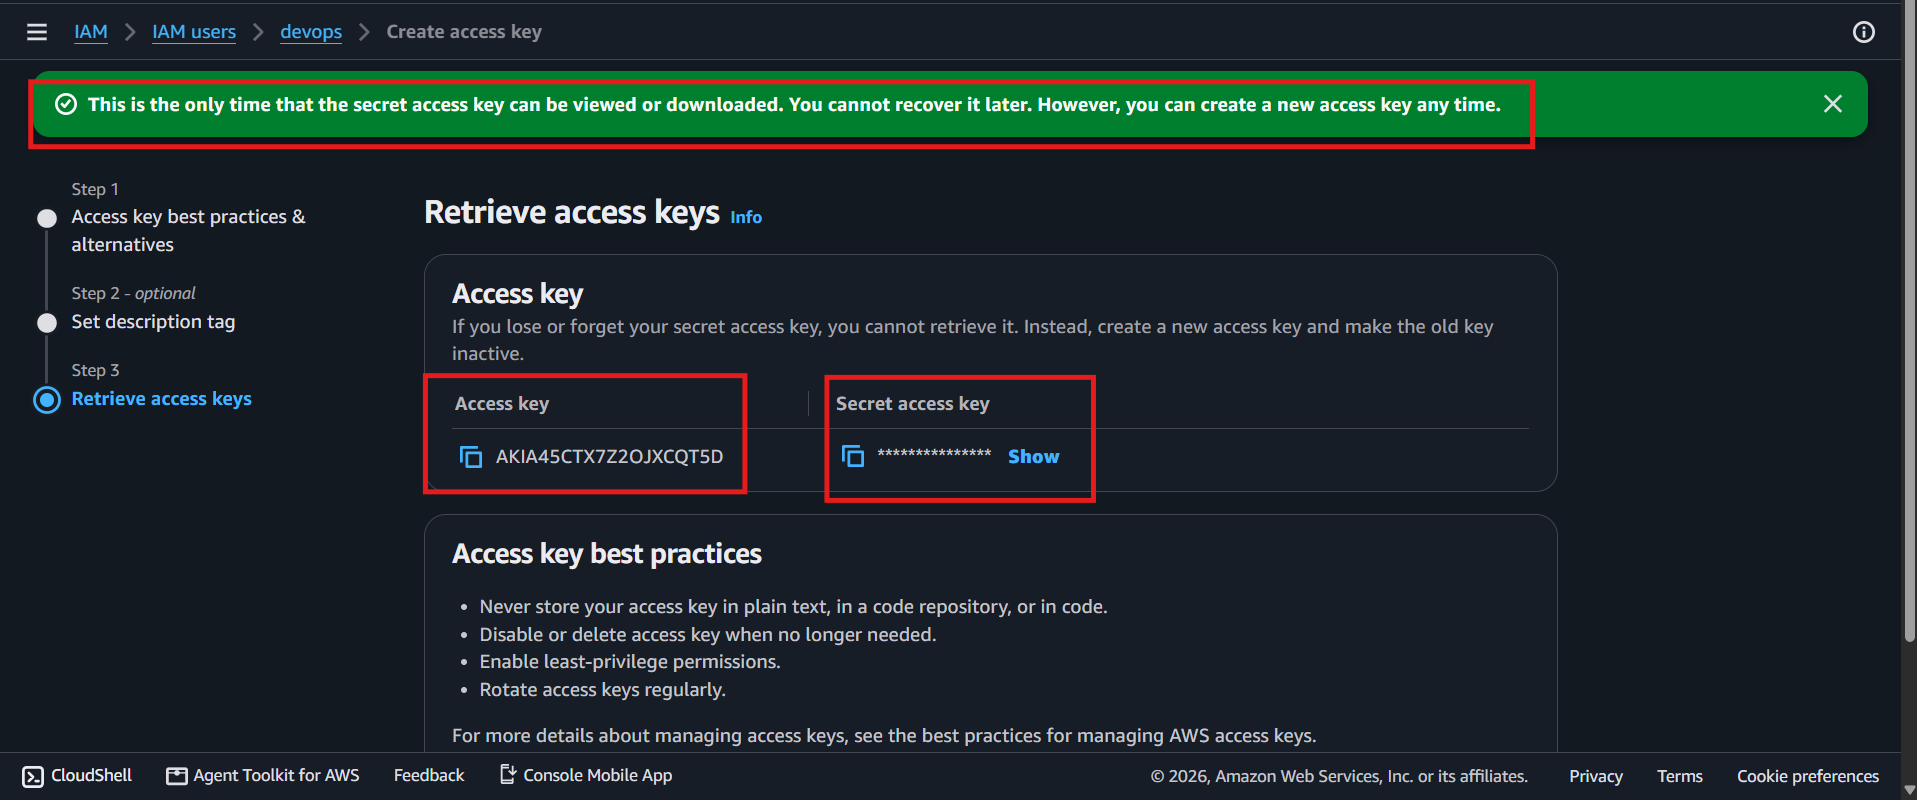 IAM > IAM users > devops > Create access key
This is the only time that the secret access key can be viewed or downloaded. You cannot recover it later. However, you can create a new access key any time.
Step 1
Access key best practices &
alternatives
Step 2 - optional
Set description tag
Step 3
Retrieve access keys
Retrieve access keys Info
Access key
If you lose or forget your secret access key, you cannot retrieve it. Instead, create a new access key and make the old key
inactive.
Access key
Secret access key
AKIA45CTX7Z2OJXCQT5D
*************** Show
Access key best practices
• Never store your access key in plain text, in a code repository, or in code.
• Disable or delete access key when no longer needed.
• Enable least-privilege permissions.
• Rotate access keys regularly.
For more details about managing access keys, see the best practices for managing AWS access keys.
CloudShell Agent Toolkit for AWS Feedback Console Mobile App © 2026, Amazon Web Services, Inc. or its affiliates. Privacy Terms Cookie preferences